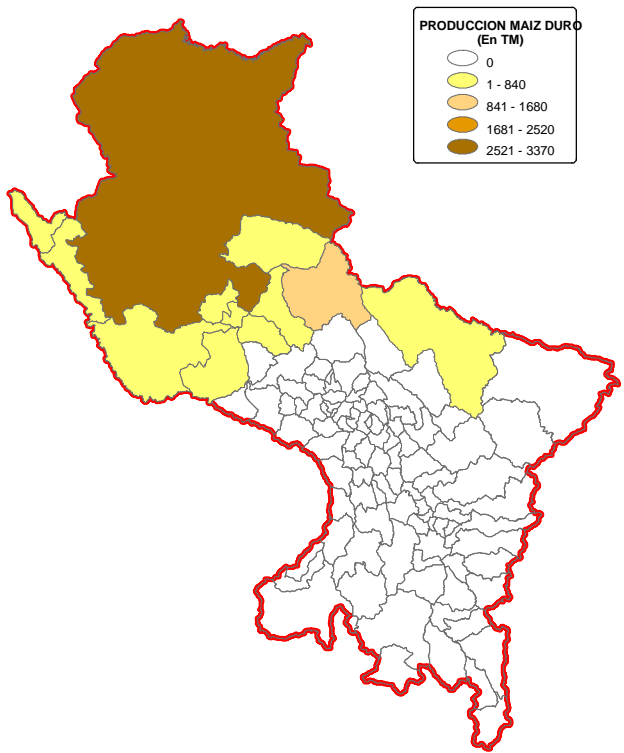 PRODUCCION MAIZ DURO
(En TM)
0
1 - 840
841 - 1680
1681 - 2520
2521 - 3370